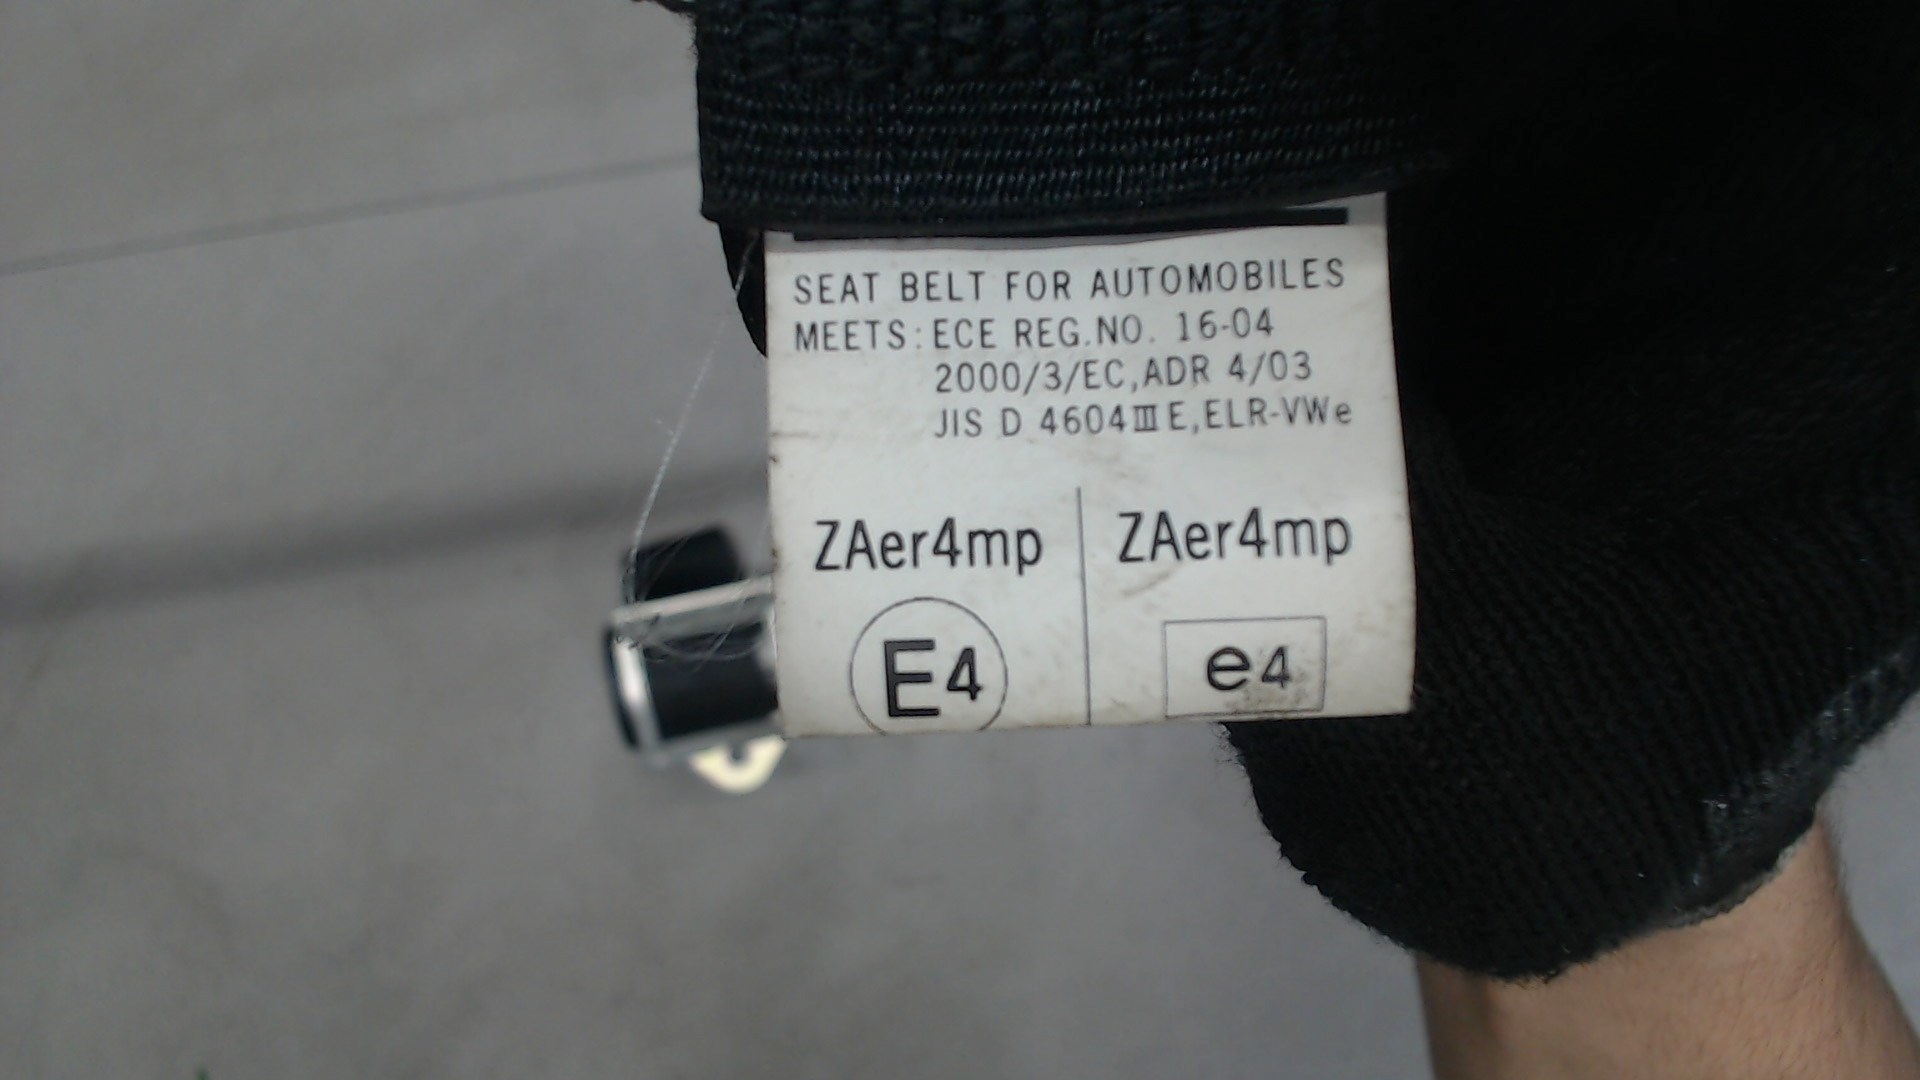 SEAT BELT FOR AUTOMOBILES
MEETS: ECE REG.NO. 16-04
2000/3/EC,ADR 4/03
JIS D 4604ⅢE,ELR-VWe
ZAer4mp ZAer4mp
E4 e4